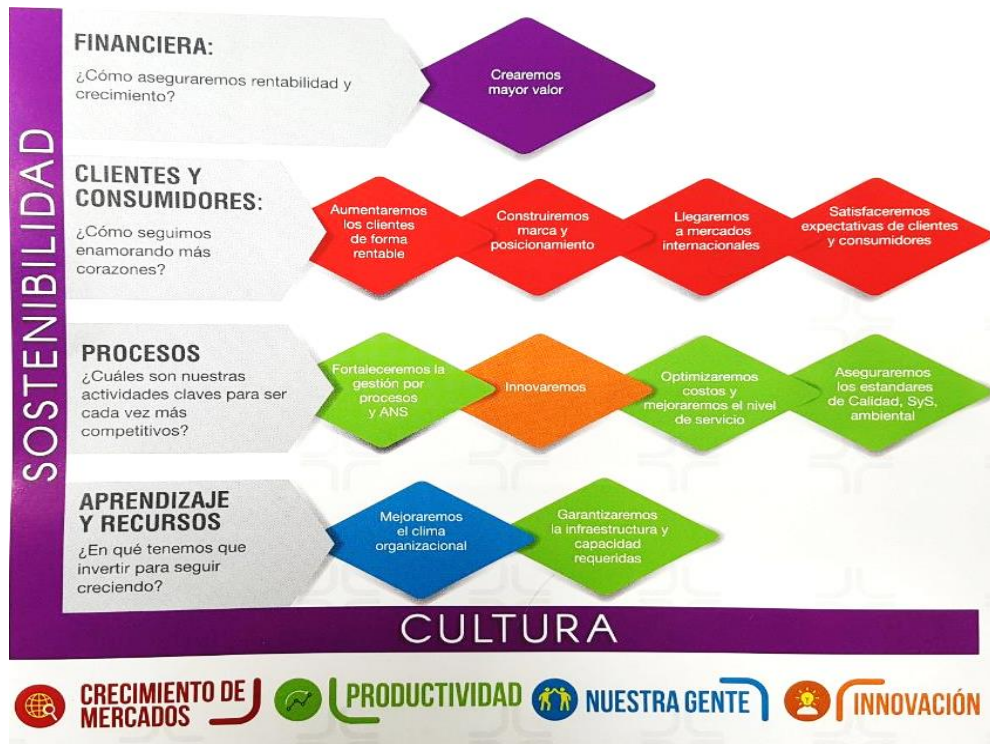 SOSTENIBILIDAD
FINANCIERA:
¿Cómo aseguraremos rentabilidad y
crecimiento?
Crearemos
mayor valor
CLIENTES Y
CONSUMIDORES:
¿Cómo seguimos
enamorando más
corazones?
Aumentaremos
los clientes
de forma
rentable
Construiremos
marca y
posicionamiento
Llegaremos
a mercados
internacionales
Satisfaceremos
expectativas de clientes
y consumidores
PROCESOS
¿Cuáles son nuestras
actividades claves para ser
cada vez más
competitivos?
Fortaleceremos la
gestión por
procesos
y ANS
Innovaremos
Optimizaremos
costos y
mejoraremos el nivel
de servicio
Aseguraremos
los estandares
de Calidad, SyS,
ambiental
APRENDIZAJE
Y RECURSOS
¿En qué tenemos que
invertir para seguir
creciendo?
Mejoraremos
el clima
organizacional
Garantizaremos
la infraestructura y
capacidad
requeridas
CULTURA
CRECIMIENTO DE
MERCADOS
PRODUCTIVIDAD
NUESTRA GENTE
INNOVACIÓN